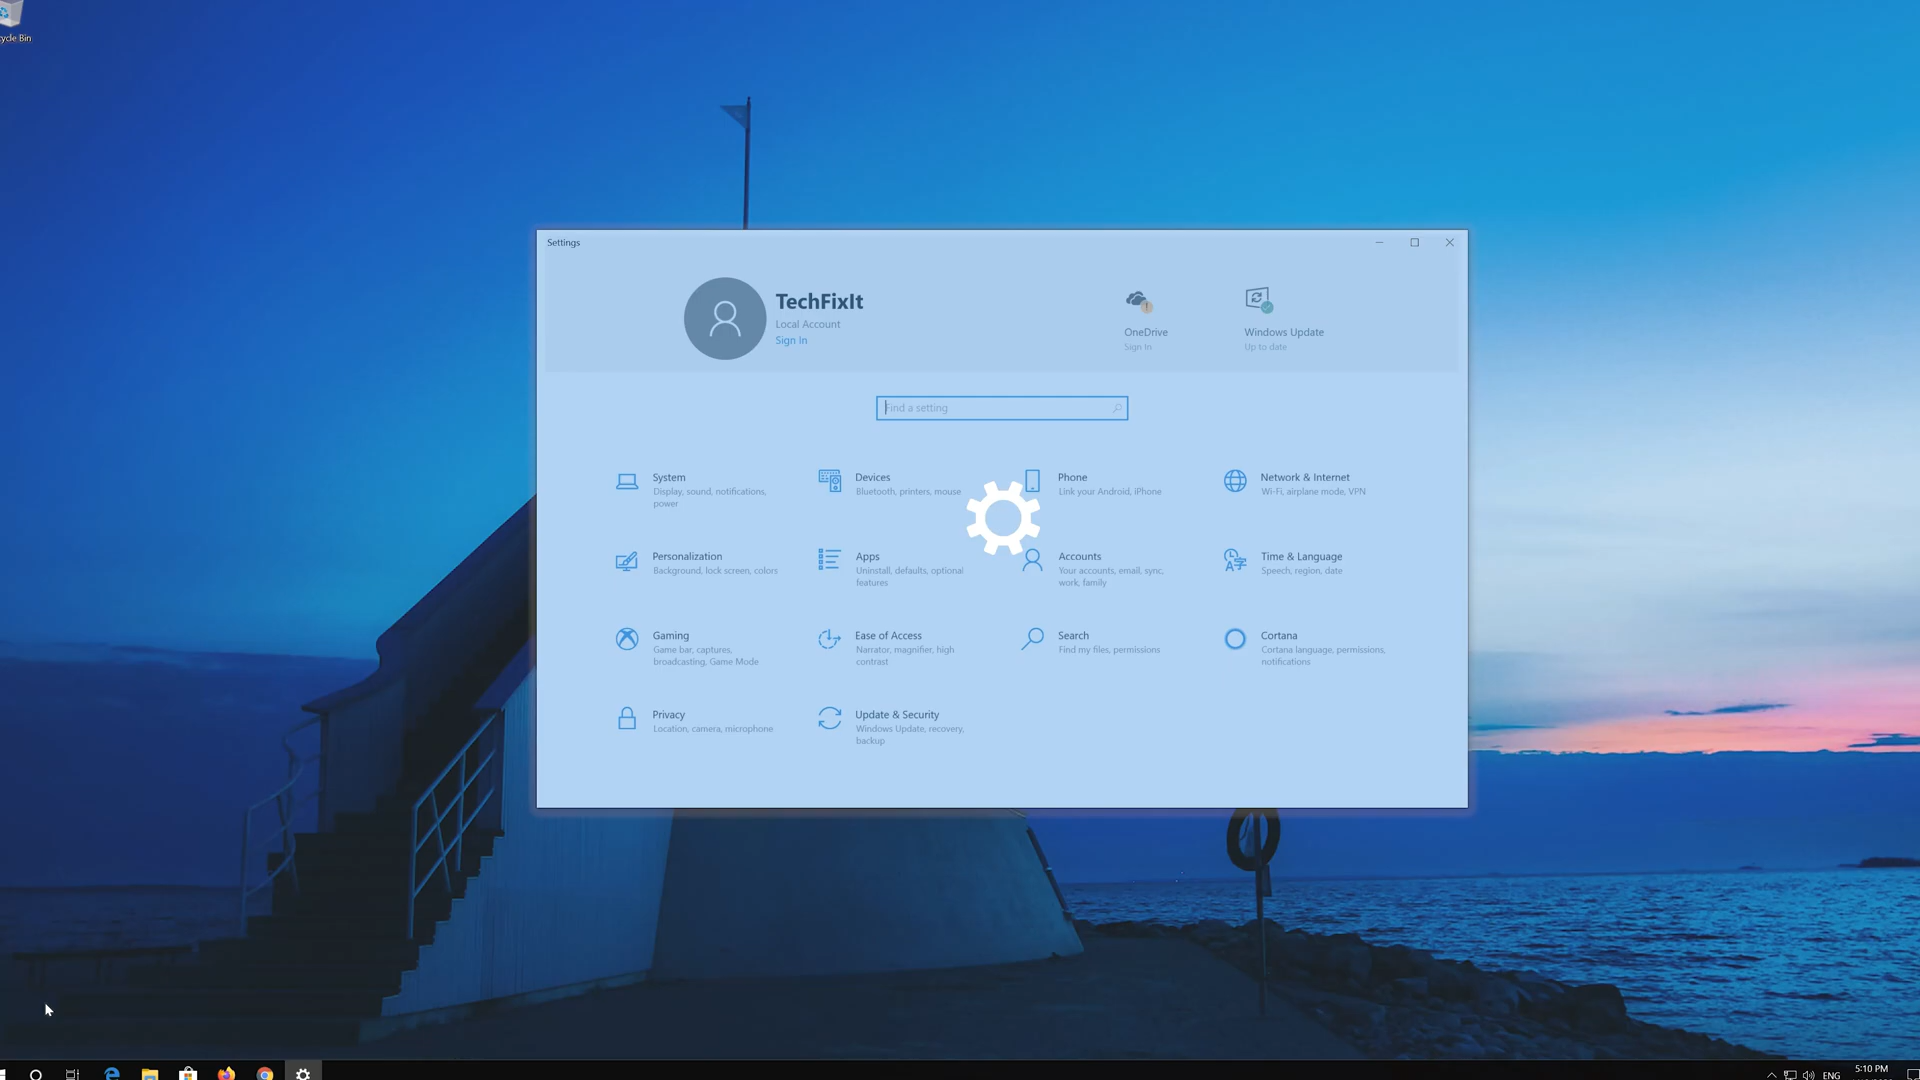 cycle Bin
Settings
TechFixIt
Local Account
Sign In
OneDrive
Sign In
Windows Update
Up to date
Find a setting
System
Display, sound, notifications,
power
Devices
Bluetooth, printers, mouse
Phone
Link your Android, iPhone
Network & Internet
Wi-Fi, airplane mode, VPN
Personalization
Background, lock screen, colors
Apps
Uninstall, defaults, optional
features
Accounts
Your accounts, email, sync,
work, family
Time & Language
Speech, region, date
Gaming
Game bar, captures,
broadcasting, Game Mode
Ease of Access
Narrator, magnifier, high
contrast
Search
Find my files, permissions
Cortana
Cortana language, permissions,
notifications
Privacy
Location, camera, microphone
Update & Security
Windows Update, recovery,
backup
ENG
5:10 PM